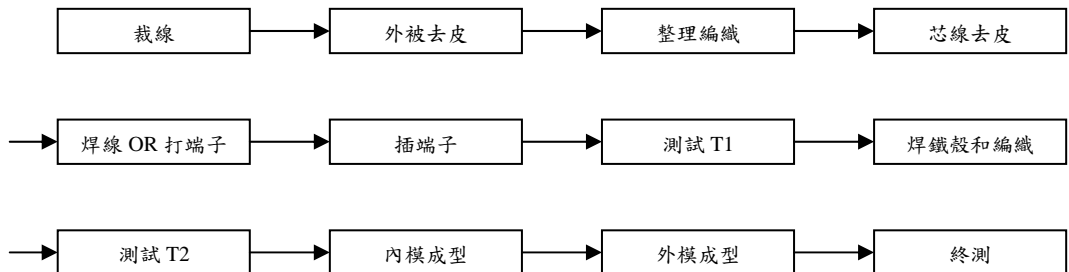 裁線 外被去皮 整理編織 芯線去皮
焊線 OR 打端子 插端子 測試 T1 焊鐵殼和編織
測試 T2 內模成型 外模成型 終測